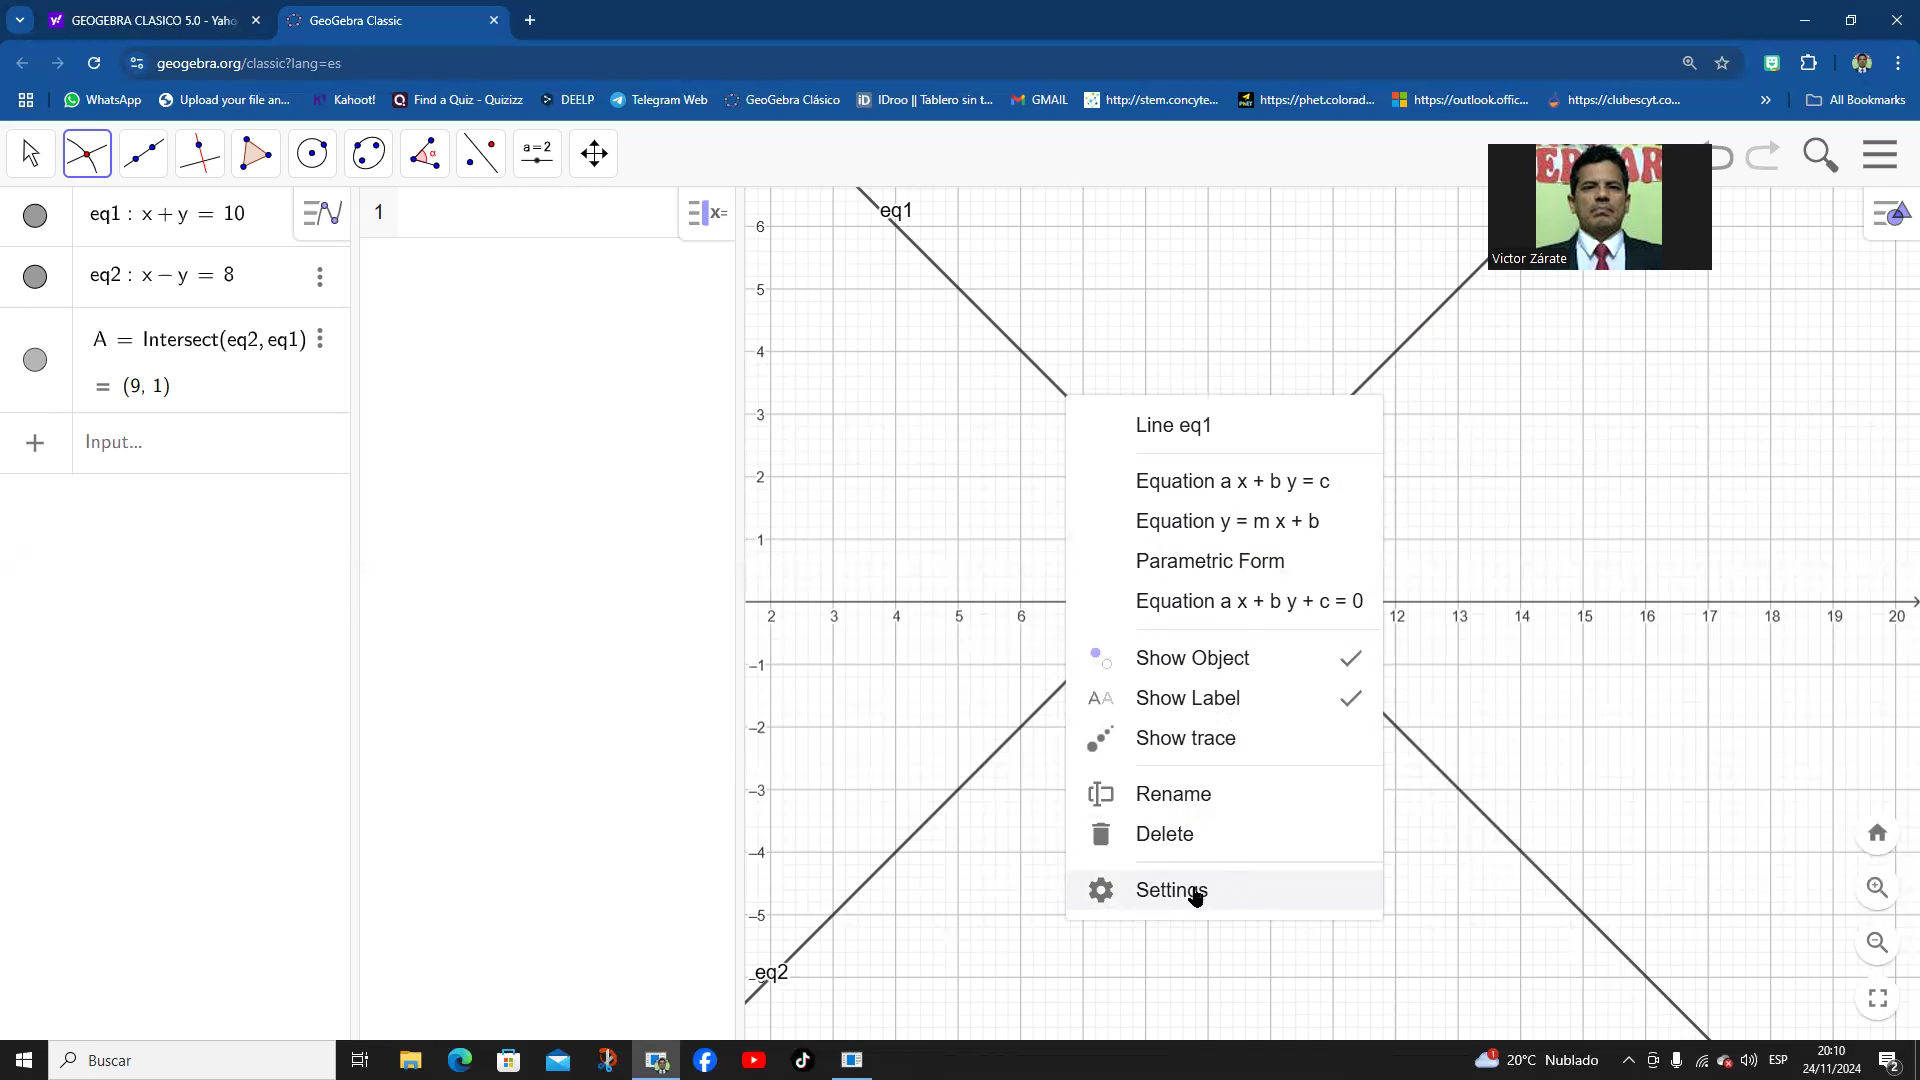 GEOGEBRA CLASICO 5.0 - Yaho
GeoGebra Classic
geogebra.org/classic?lang=es
WhatsApp
Upload your file an...
Kahoot!
Find a Quiz - Quizizz
DEELP
Telegram Web
GeoGebra Clásico
IDroo || Tablero sin t...
GMAIL
http://stem.concyte...
https://phet.colorad...
https://outlook.offic...
https://clubescyt.co...
All Bookmarks
a=2
eq1 : x + y = 10
eq2 : x − y = 8
A = Intersect(eq2, eq1)
= (9, 1)
Input...
1
x=
eq1
eq2
6
5
4
3
2
1
−1
−2
−3
−4
−5
2 3 4 5 6 12 13 14 15 16 17 18 19 20
Victor Zárate
Line eq1
Equation a x + b y = c
Equation y = m x + b
Parametric Form
Equation a x + b y + c = 0
Show Object
AA Show Label
Show trace
Rename
Delete
Settings
Buscar
20°C Nublado
ESP
20:10
24/11/2024
2